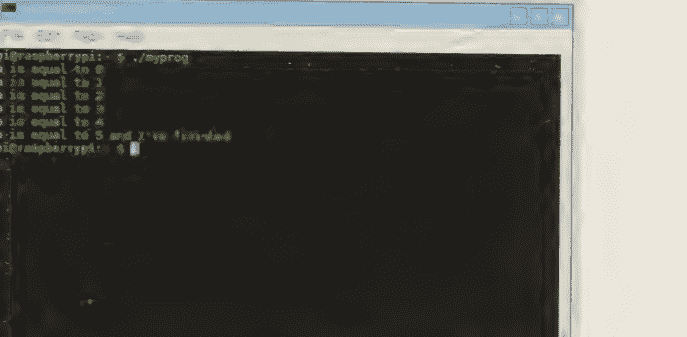 pi@raspberrypi:~ $ ./myprog
a is equal to 0
a is equal to 1
a is equal to 2
a is equal to 3
a is equal to 4
a is equal to 5 and I've finished
pi@raspberrypi:~ $